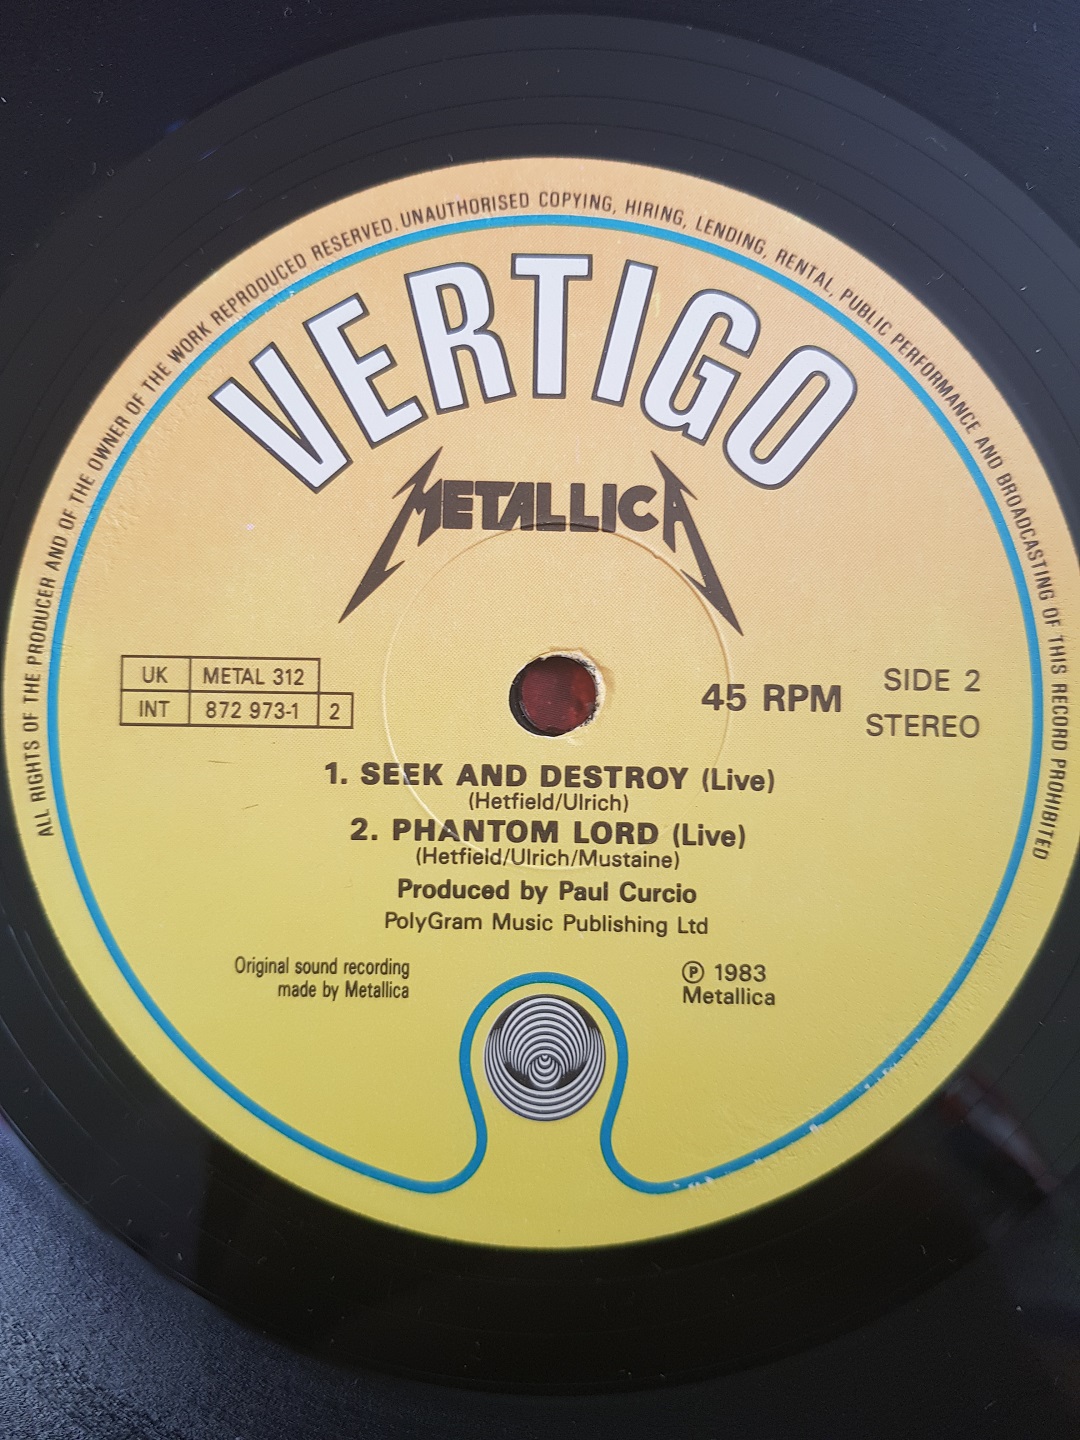 ALL RIGHTS OF THE PRODUCER AND OF THE OWNER OF THE WORK REPRODUCED RESERVED. UNAUTHORISED COPYING, HIRING, LENDING, RENTAL, PUBLIC PERFORMANCE AND BROADCASTING OF THIS RECORD PROHIBITED
VERTIGO
METALLICA
UK METAL 312
INT 872 973-1 2
45 RPM
SIDE 2
STEREO
1. SEEK AND DESTROY (Live)
(Hetfield/Ulrich)
2. PHANTOM LORD (Live)
(Hetfield/Ulrich/Mustaine)
Produced by Paul Curcio
PolyGram Music Publishing Ltd
Original sound recording
made by Metallica
℗ 1983
Metallica